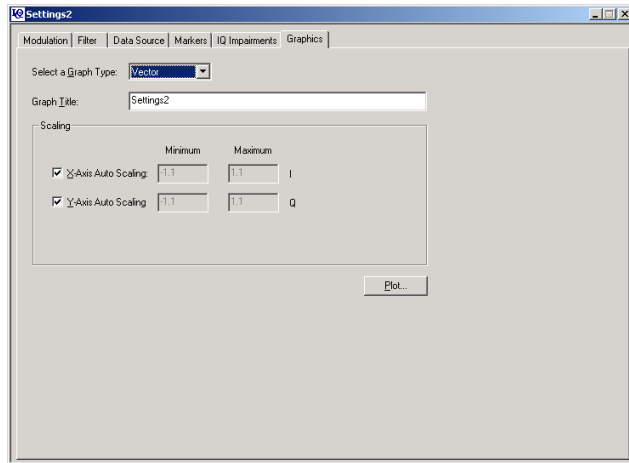 IQ Settings2
Modulation Filter Data Source Markers IQ Impairments Graphics
Select a Graph Type: Vector
Graph Title: Settings2
Scaling
Minimum Maximum
X-Axis Auto Scaling: -1.1 1.1 I
Y-Axis Auto Scaling -1.1 1.1 Q
Plot...